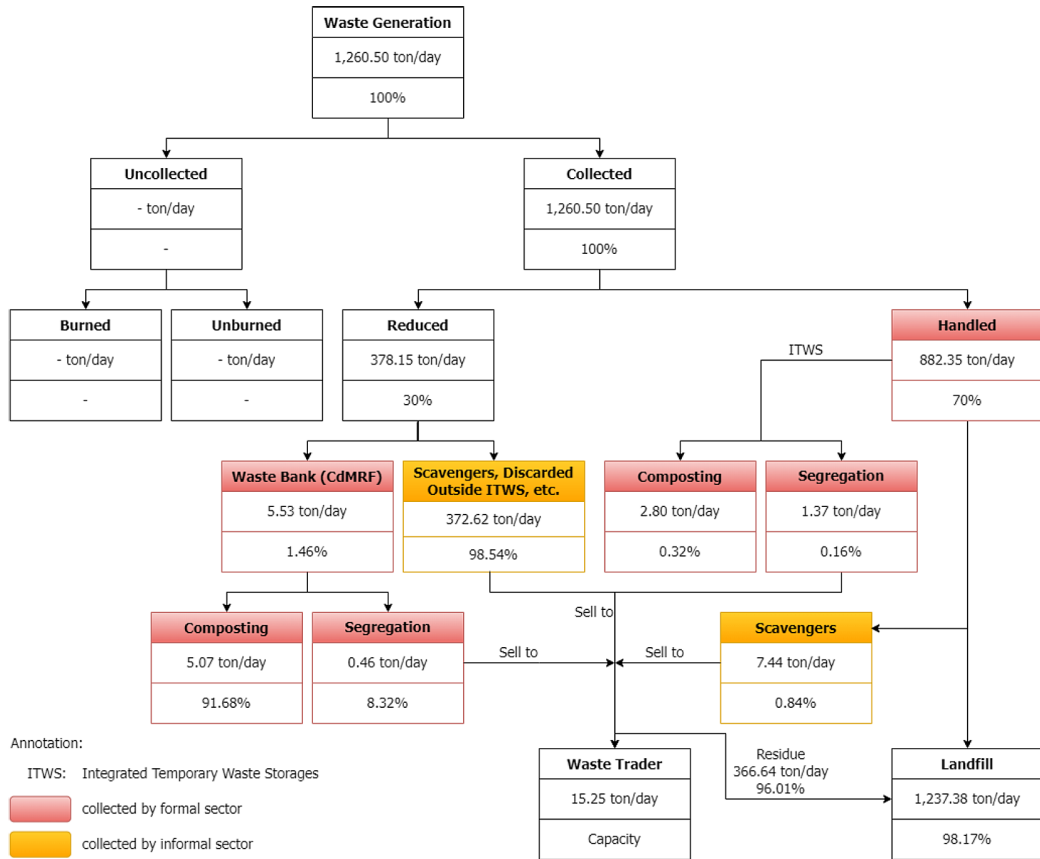 Waste Generation
1,260.50 ton/day
100%
Uncollected
- ton/day
-
Collected
1,260.50 ton/day
100%
Burned
- ton/day
-
Unburned
- ton/day
-
Reduced
378.15 ton/day
30%
Handled
882.35 ton/day
70%
ITWS
Waste Bank (CdMRF)
5.53 ton/day
1.46%
Scavengers, Discarded
Outside ITWS, etc.
372.62 ton/day
98.54%
Composting
2.80 ton/day
0.32%
Segregation
1.37 ton/day
0.16%
Sell to
Composting
5.07 ton/day
91.68%
Segregation
0.46 ton/day
8.32%
Sell to
Sell to
Scavengers
7.44 ton/day
0.84%
Waste Trader
15.25 ton/day
Capacity
Residue
366.64 ton/day
96.01%
Landfill
1,237.38 ton/day
98.17%
Annotation:
ITWS: Integrated Temporary Waste Storages
collected by formal sector
collected by informal sector